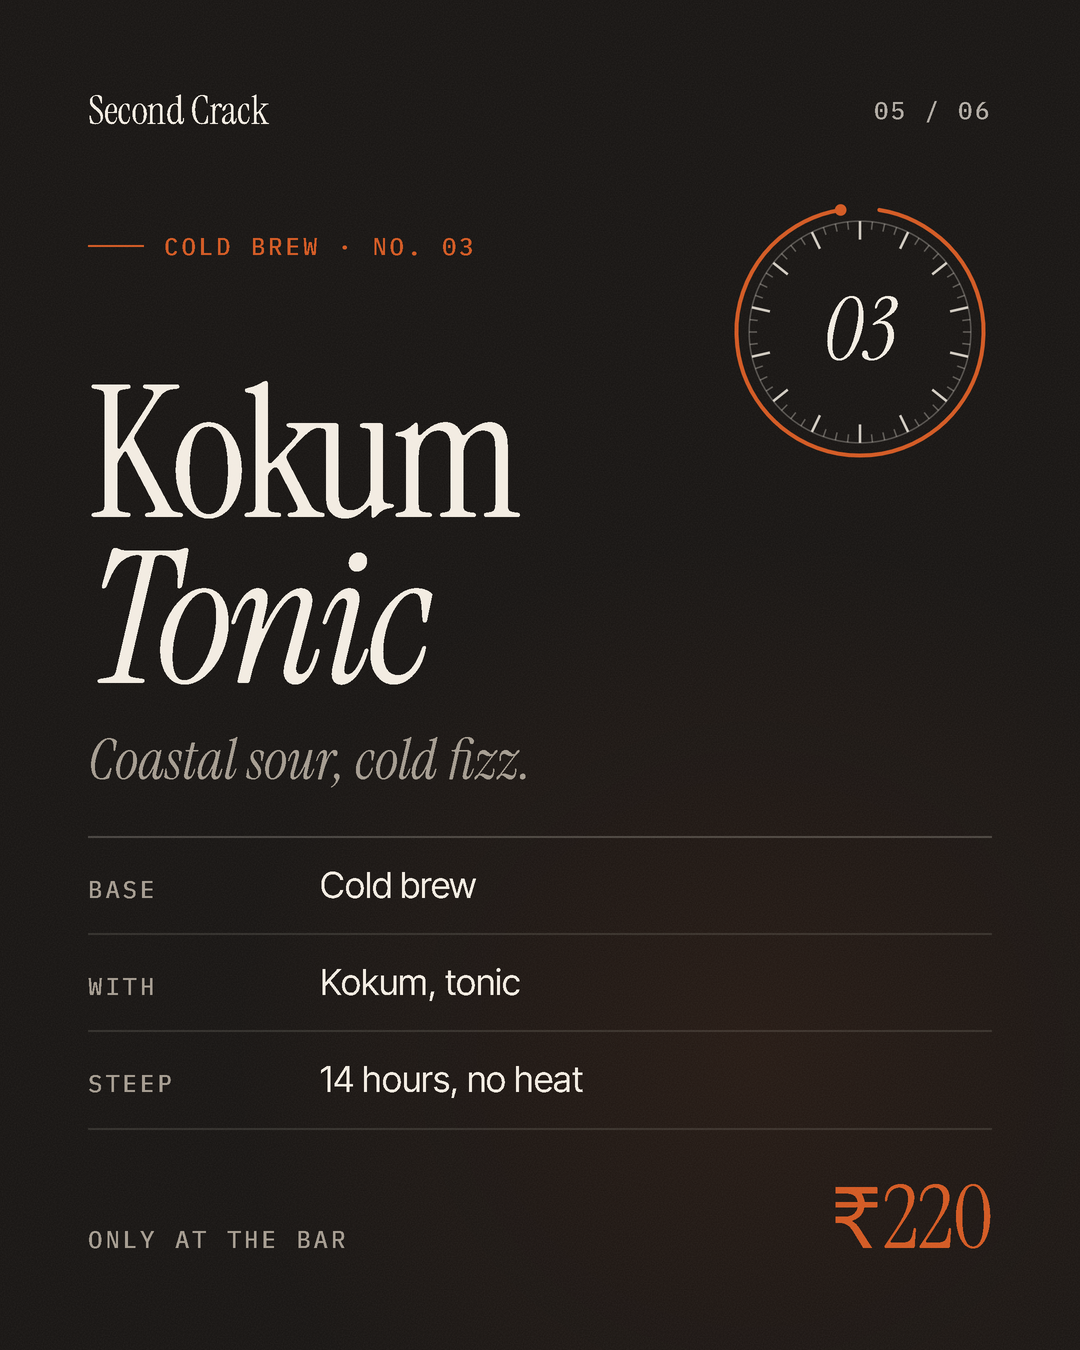 Second Crack
05 / 06
COLD BREW · NO. 03
03
Kokum
Tonic
Coastal sour, cold fizz.
BASE Cold brew
WITH Kokum, tonic
STEEP 14 hours, no heat
ONLY AT THE BAR
₹220